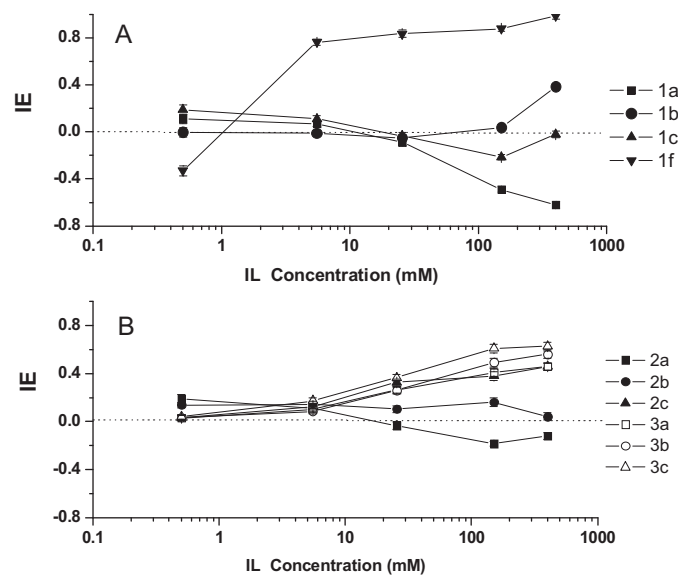 A
IE
0.8
0.4
0.0
-0.4
-0.8
0.1
1
10
100
1000
IL Concentration (mM)
1a
1b
1c
1f
B
IE
0.8
0.4
0.0
-0.4
-0.8
0.1
1
10
100
1000
IL Concentration (mM)
2a
2b
2c
3a
3b
3c